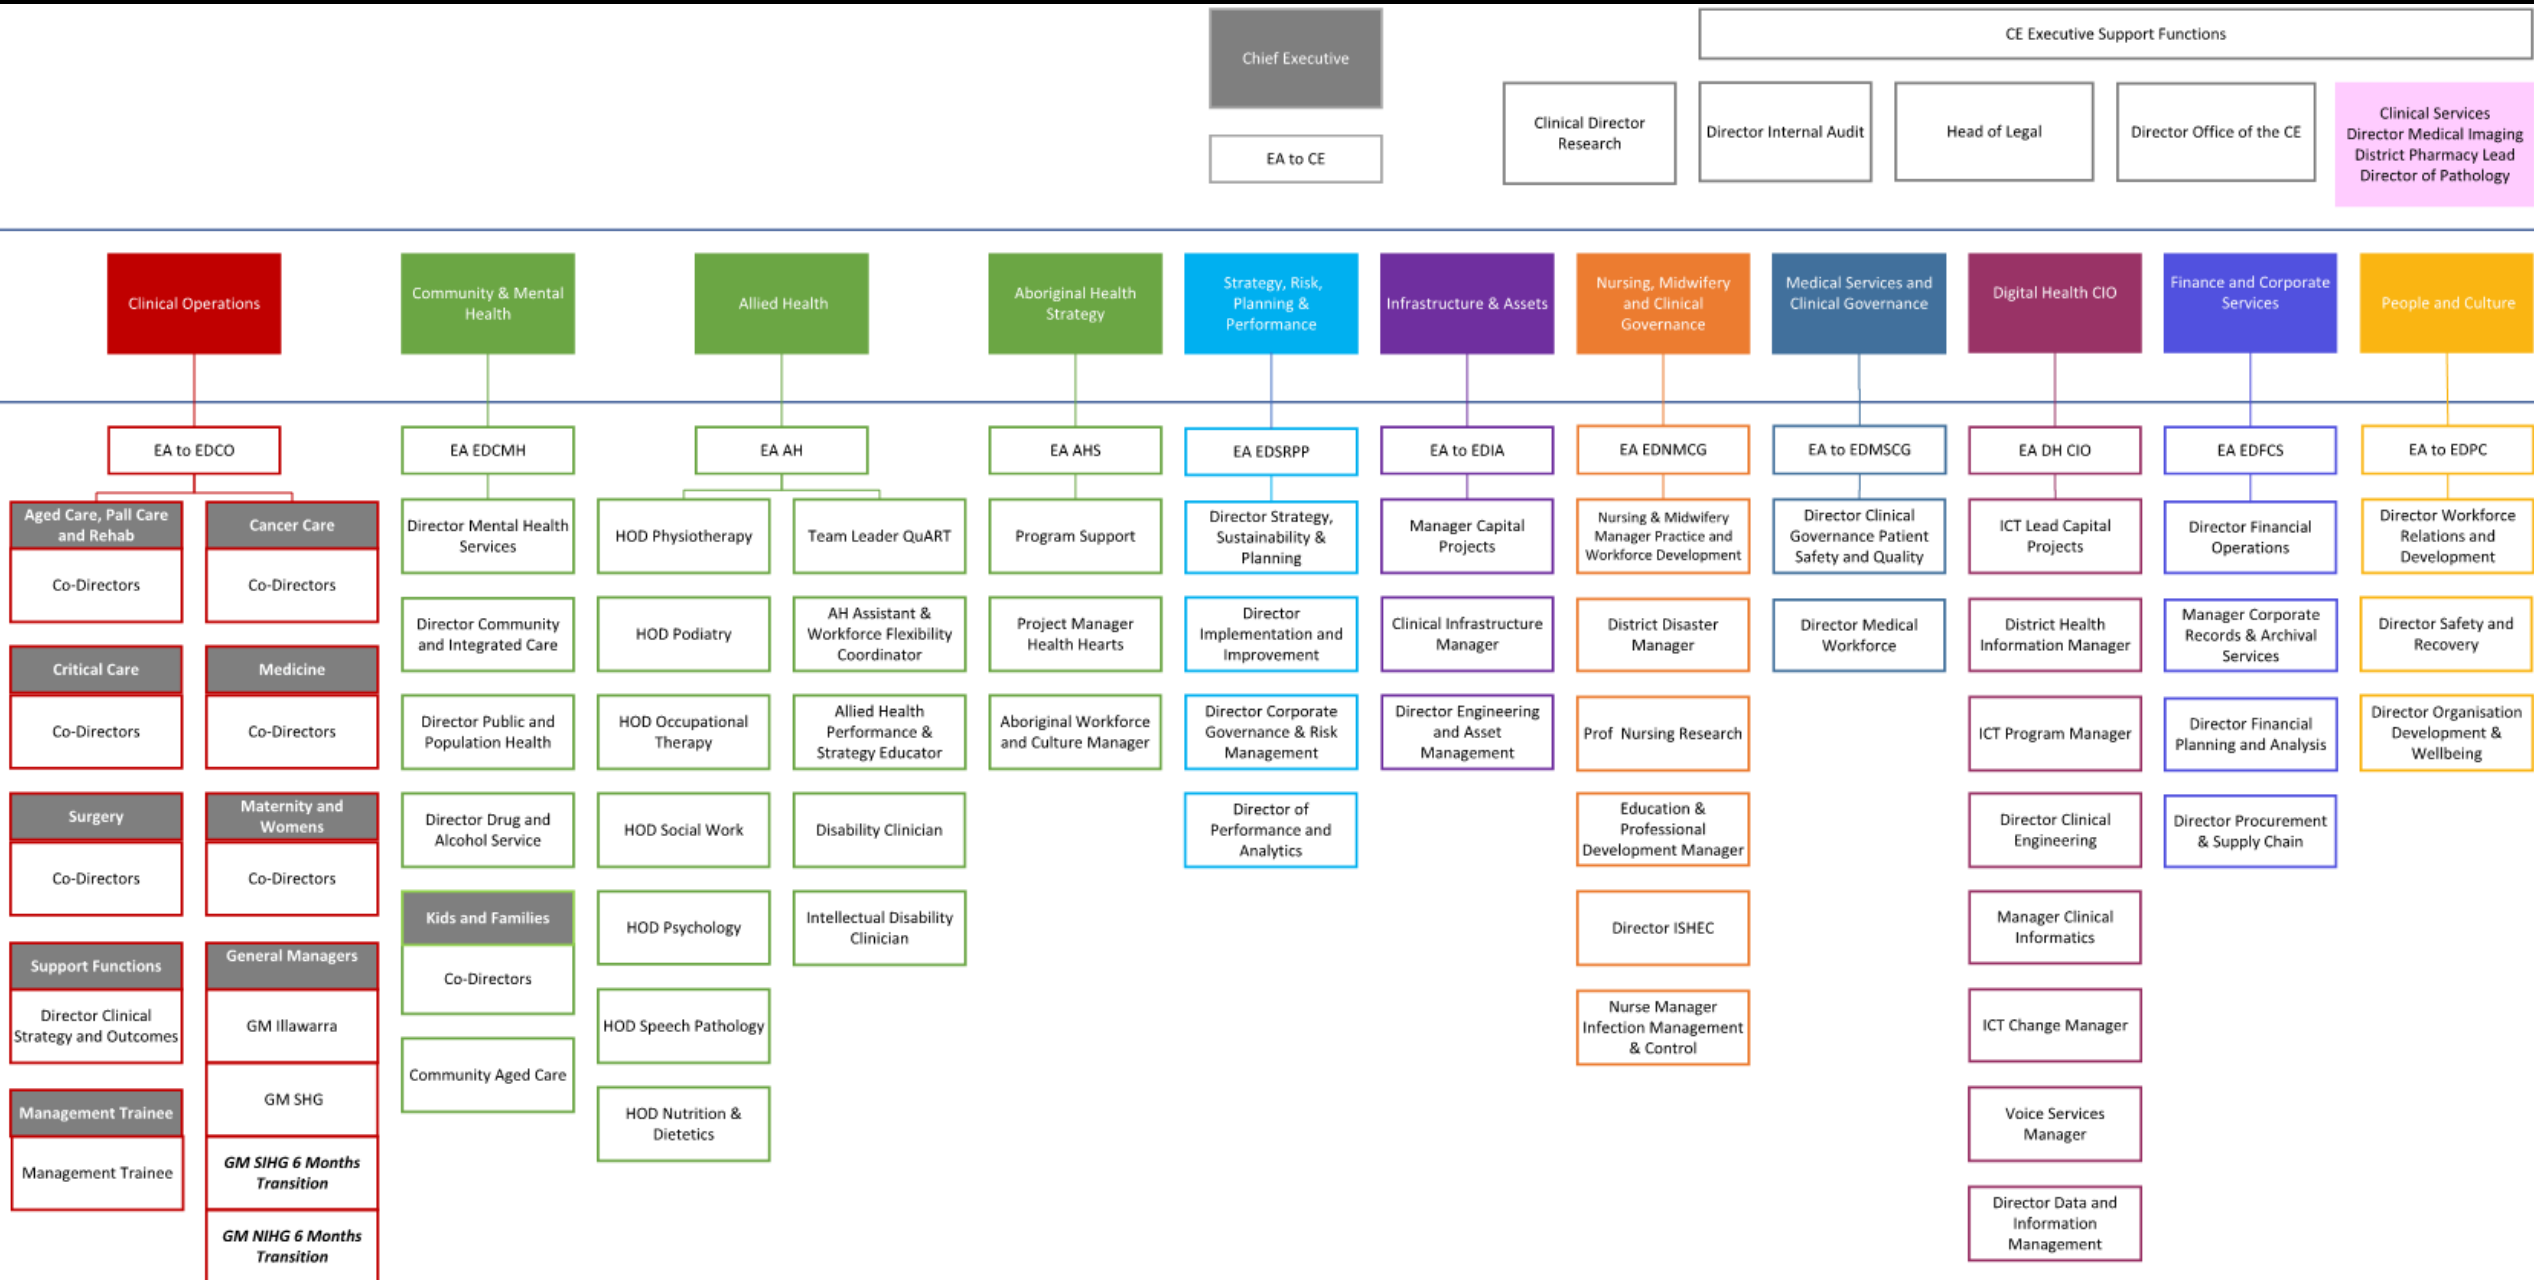 Chief Executive
EA to CE
CE Executive Support Functions
Clinical Director
Research
Director Internal Audit
Head of Legal
Director Office of the CE
Clinical Services
Director Medical Imaging
District Pharmacy Lead
Director of Pathology
Clinical Operations
EA to EDCO
Aged Care, Pall Care
and Rehab
Co-Directors
Cancer Care
Co-Directors
Critical Care
Co-Directors
Medicine
Co-Directors
Surgery
Co-Directors
Maternity and
Womens
Co-Directors
Support Functions
Director Clinical
Strategy and Outcomes
Management Trainee
Management Trainee
General Managers
GM Illawarra
GM SHG
GM SIHG 6 Months
Transition
GM NIHG 6 Months
Transition
Community & Mental
Health
EA EDCMH
Director Mental Health
Services
Director Community
and Integrated Care
Director Public and
Population Health
Director Drug and
Alcohol Service
Kids and Families
Co-Directors
Community Aged Care
Allied Health
EA AH
HOD Physiotherapy
HOD Podiatry
HOD Occupational
Therapy
HOD Social Work
HOD Psychology
HOD Speech Pathology
HOD Nutrition &
Dietetics
Team Leader QuART
AH Assistant &
Workforce Flexibility
Coordinator
Allied Health
Performance &
Strategy Educator
Disability Clinician
Intellectual Disability
Clinician
Aboriginal Health
Strategy
EA AHS
Program Support
Project Manager
Health Hearts
Aboriginal Workforce
and Culture Manager
Strategy, Risk,
Planning &
Performance
EA EDSRPP
Director Strategy,
Sustainability &
Planning
Director
Implementation and
Improvement
Director Corporate
Governance & Risk
Management
Director of
Performance and
Analytics
Infrastructure & Assets
EA to EDIA
Manager Capital
Projects
Clinical Infrastructure
Manager
Director Engineering
and Asset
Management
Nursing, Midwifery
and Clinical
Governance
EA EDNMCG
Nursing & Midwifery
Manager Practice and
Workforce Development
District Disaster
Manager
Prof Nursing Research
Education &
Professional
Development Manager
Director ISHEC
Nurse Manager
Infection Management
& Control
Medical Services and
Clinical Governance
EA to EDMSCG
Director Clinical
Governance Patient
Safety and Quality
Director Medical
Workforce
Digital Health CIO
EA DH CIO
ICT Lead Capital
Projects
District Health
Information Manager
ICT Program Manager
Director Clinical
Engineering
Manager Clinical
Informatics
ICT Change Manager
Voice Services
Manager
Director Data and
Information
Management
Finance and Corporate
Services
EA EDFCS
Director Financial
Operations
Manager Corporate
Records & Archival
Services
Director Financial
Planning and Analysis
Director Procurement
& Supply Chain
People and Culture
EA to EDPC
Director Workforce
Relations and
Development
Director Safety and
Recovery
Director Organisation
Development &
Wellbeing